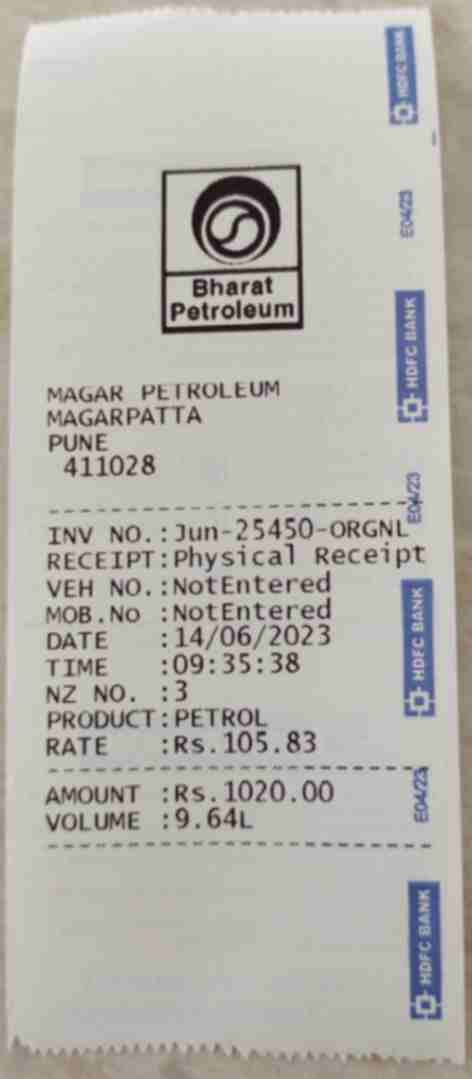 Bharat
Petroleum
MAGAR PETROLEUM
MAGARPATTA
PUNE
411028
INV NO.:Jun-25450-ORGNL
RECEIPT:Physical Receipt
VEH NO.:NotEntered
MOB.No :NotEntered
DATE :14/06/2023
TIME :09:35:38
NZ NO. :3
PRODUCT:PETROL
RATE :Rs.105.83
AMOUNT :Rs.1020.00
VOLUME :9.64L
HDFC BANK
E04/23
HDFC BANK
E04/23
HDFC BANK
E04/23
HDFC BANK